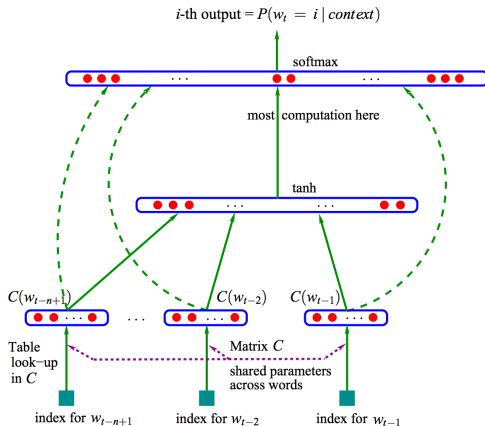 i-th output = P(w_t = i | context)
softmax
. . .
. . .
most computation here
tanh
. . .
. . .
C(w_{t−n+1})
C(w_{t−2})
C(w_{t−1})
. . .
. . .
. . .
. . .
Table
look−up
in C
Matrix C
shared parameters
across words
index for w_{t−n+1}
index for w_{t−2}
index for w_{t−1}